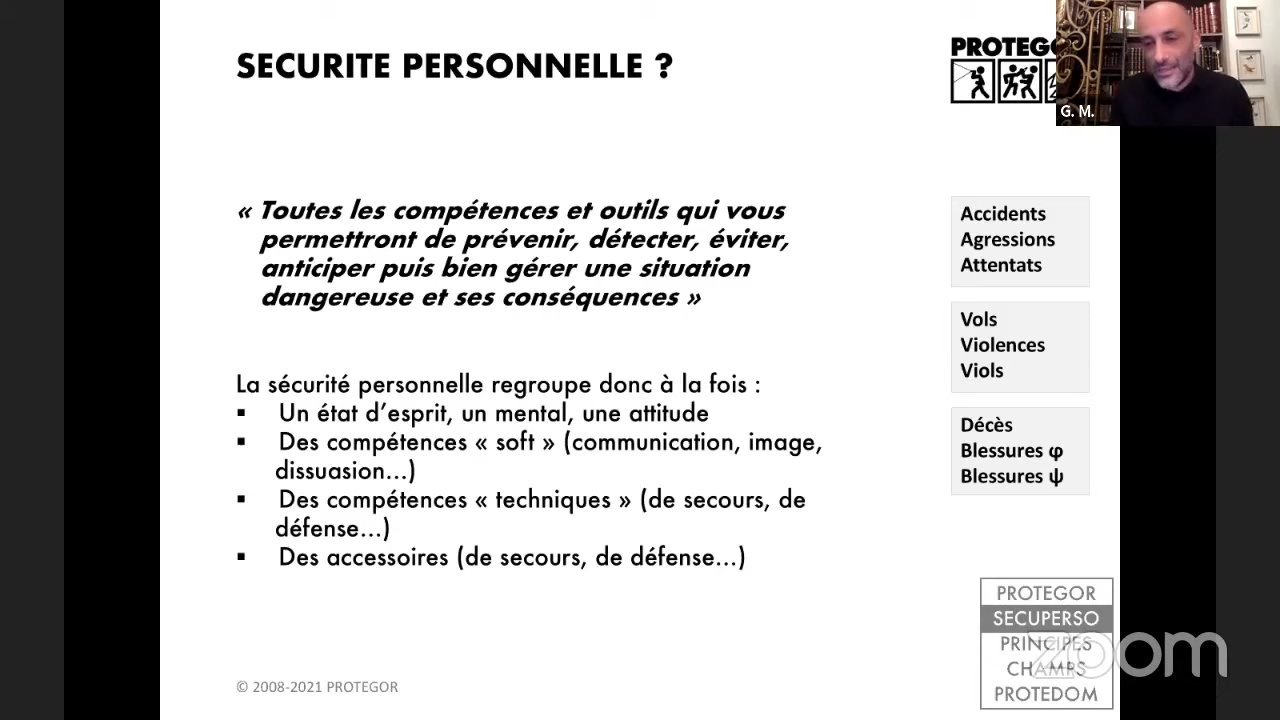 SECURITE PERSONNELLE ?
PROTEGO
G. M.
« Toutes les compétences et outils qui vous
permettront de prévenir, détecter, éviter,
anticiper puis bien gérer une situation
dangereuse et ses conséquences »
La sécurité personnelle regroupe donc à la fois :
▪ Un état d’esprit, un mental, une attitude
▪ Des compétences « soft » (communication, image,
dissuasion…)
▪ Des compétences « techniques » (de secours, de
défense…)
▪ Des accessoires (de secours, de défense…)
Accidents
Agressions
Attentats
Vols
Violences
Viols
Décès
Blessures φ
Blessures ψ
PROTEGOR
SECUPERSO
PRINCIPES
CHAMPS
PROTEDOM
zoom
© 2008-2021 PROTEGOR